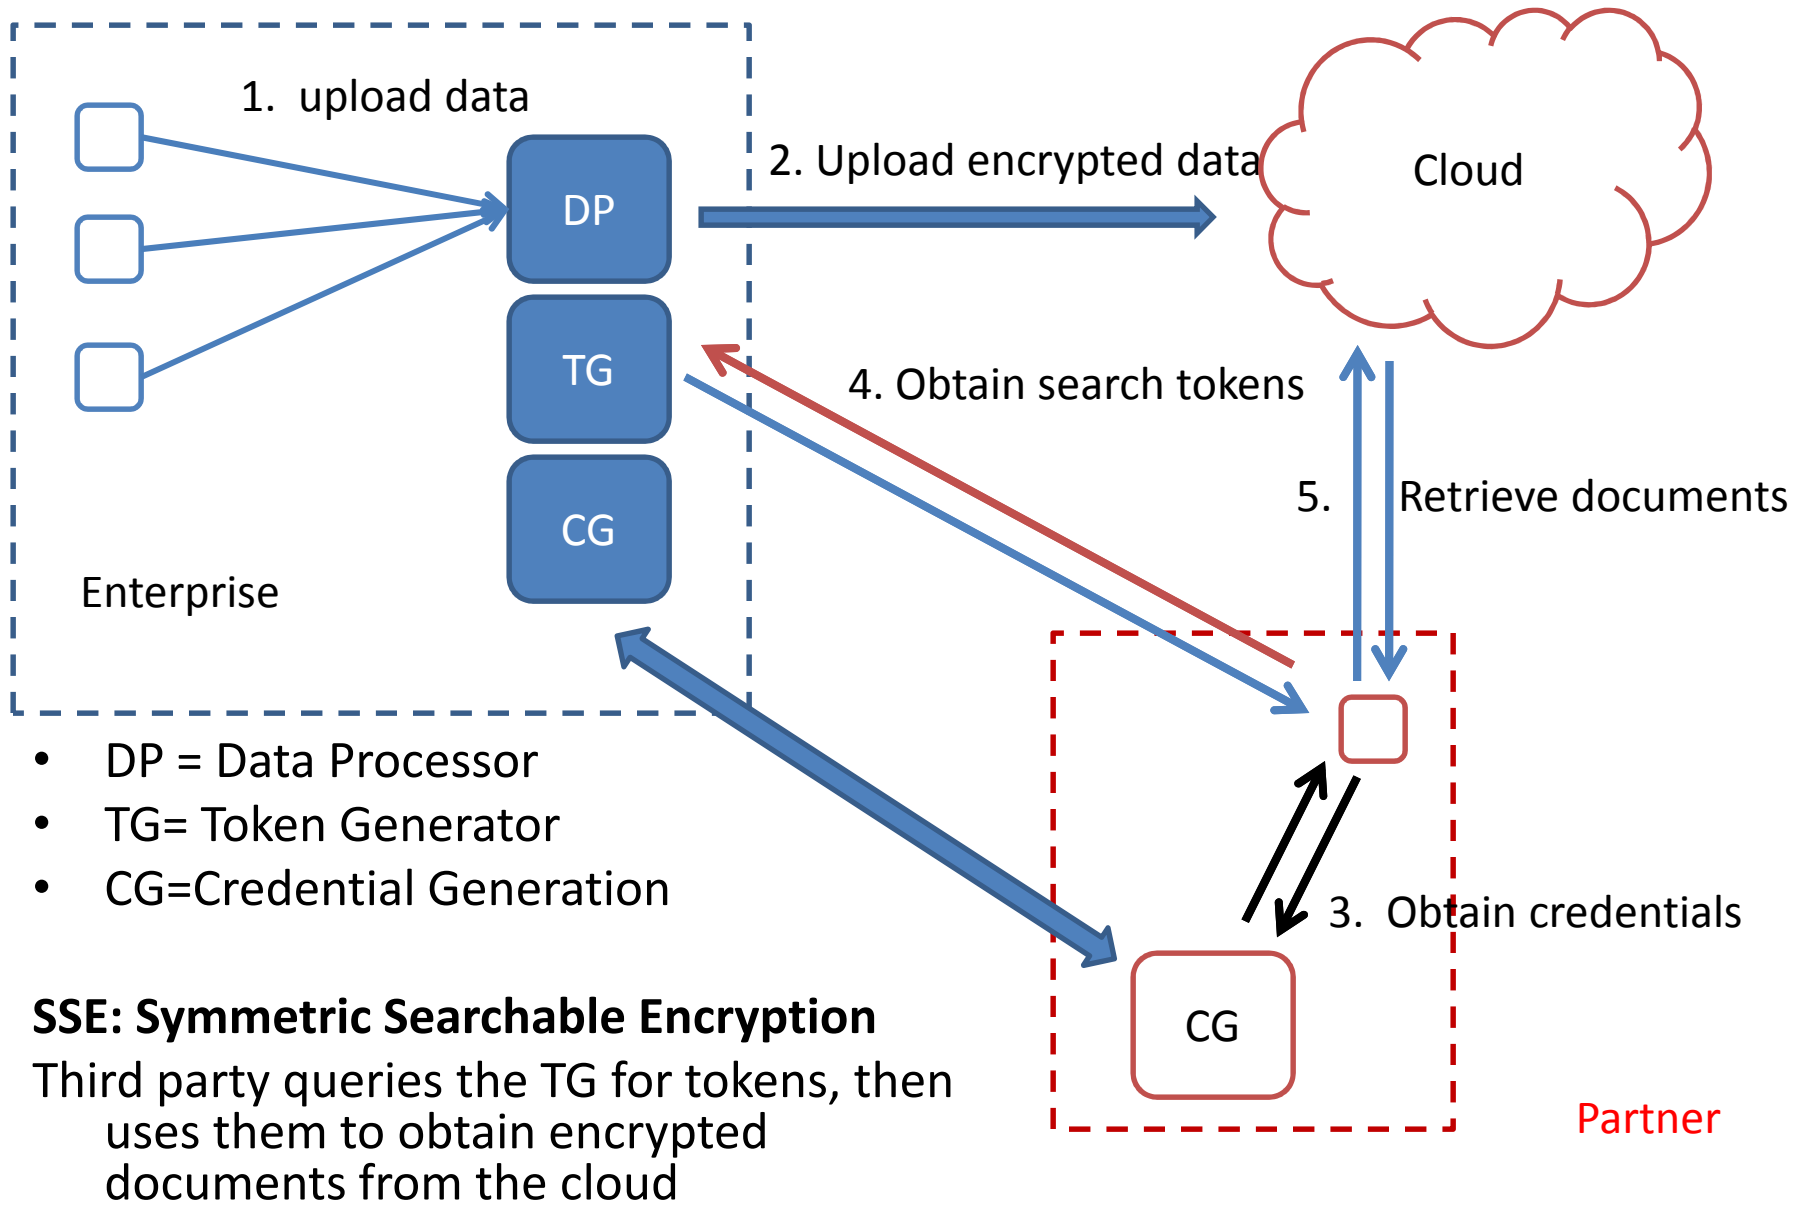 1. upload data
DP
2. Upload encrypted data
Cloud
TG
4. Obtain search tokens
CG
5. Retrieve documents
Enterprise
• DP = Data Processor
• TG= Token Generator
• CG=Credential Generation
3. Obtain credentials
CG
Partner
SSE: Symmetric Searchable Encryption
Third party queries the TG for tokens, then
uses them to obtain encrypted
documents from the cloud